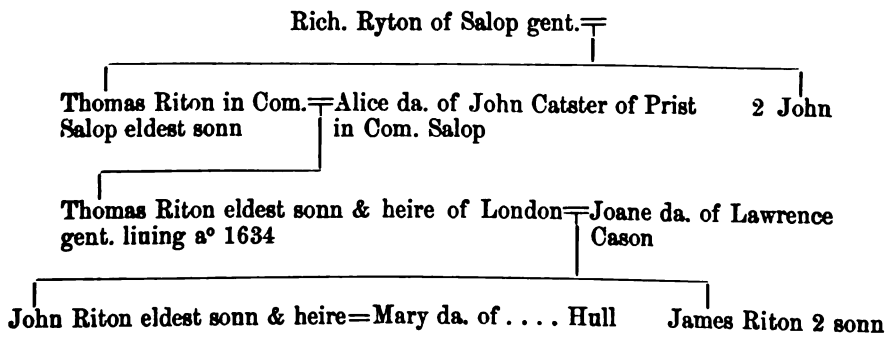 Rich. Ryton of Salop gent.
Thomas Riton in Com.
Salop eldest sonn
Alice da. of John Catster of Prist
in Com. Salop
2 John
Thomas Riton eldest sonn & heire of London
gent. liuing aº 1634
Joane da. of Lawrence
Cason
John Riton eldest sonn & heire=Mary da. of .... Hull
James Riton 2 sonn